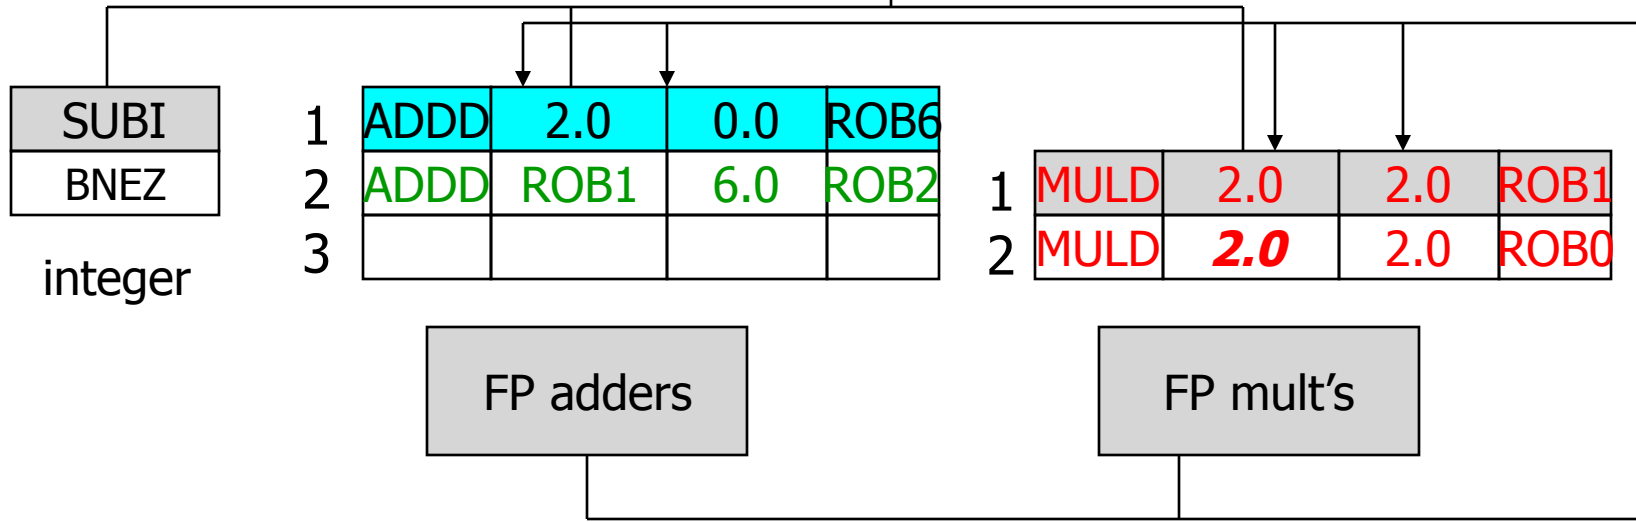 SUBI
BNEZ
integer
1 ADDD 2.0 0.0 ROB6
2 ADDD ROB1 6.0 ROB2
3
1 MULD 2.0 2.0 ROB1
2 MULD 2.0 2.0 ROB0
FP adders
FP mult’s